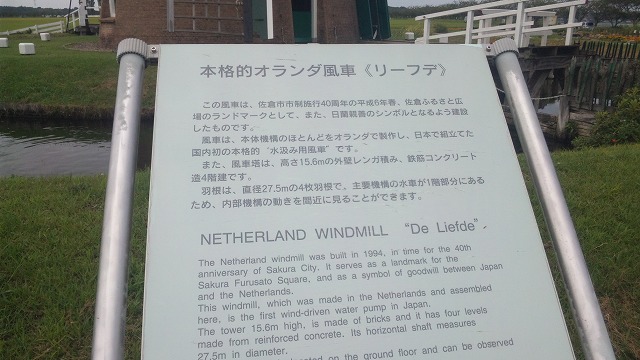 本格的オランダ風車《リーフデ》
この風車は、佐倉市市制施行40周年の平成6年春、佐倉ふるさと広
場のランドマークとして、また、日蘭親善のシンボルとなるよう建設
したものです。
風車は、本体機構のほとんどをオランダで製作し、日本で組立てた
国内初の本格的“水汲み用風車”です。
また、風車塔は、高さ15.6mの外壁レンガ積み、鉄筋コンクリート
造4階建です。
羽根は、直径27.5mの4枚羽根で、主要機構の水車が1階部分にある
ため、内部機構の動きを間近に見ることができます。
NETHERLAND WINDMILL “De Liefde”
The Netherland windmill was built in 1994, in time for the 40th
anniversary of Sakura City. It serves as a landmark for the
Sakura Furusato Square, and as a symbol of goodwill between Japan
and the Netherlands.
This windmill, which was made in the Netherlands and assembled
here, is the first wind-driven water pump in Japan.
The tower 15.6m high, is made of bricks and it has four levels
made from reinforced concrete. Its horizontal shaft measures
27.5m in diameter.
located on the ground floor and can be observed